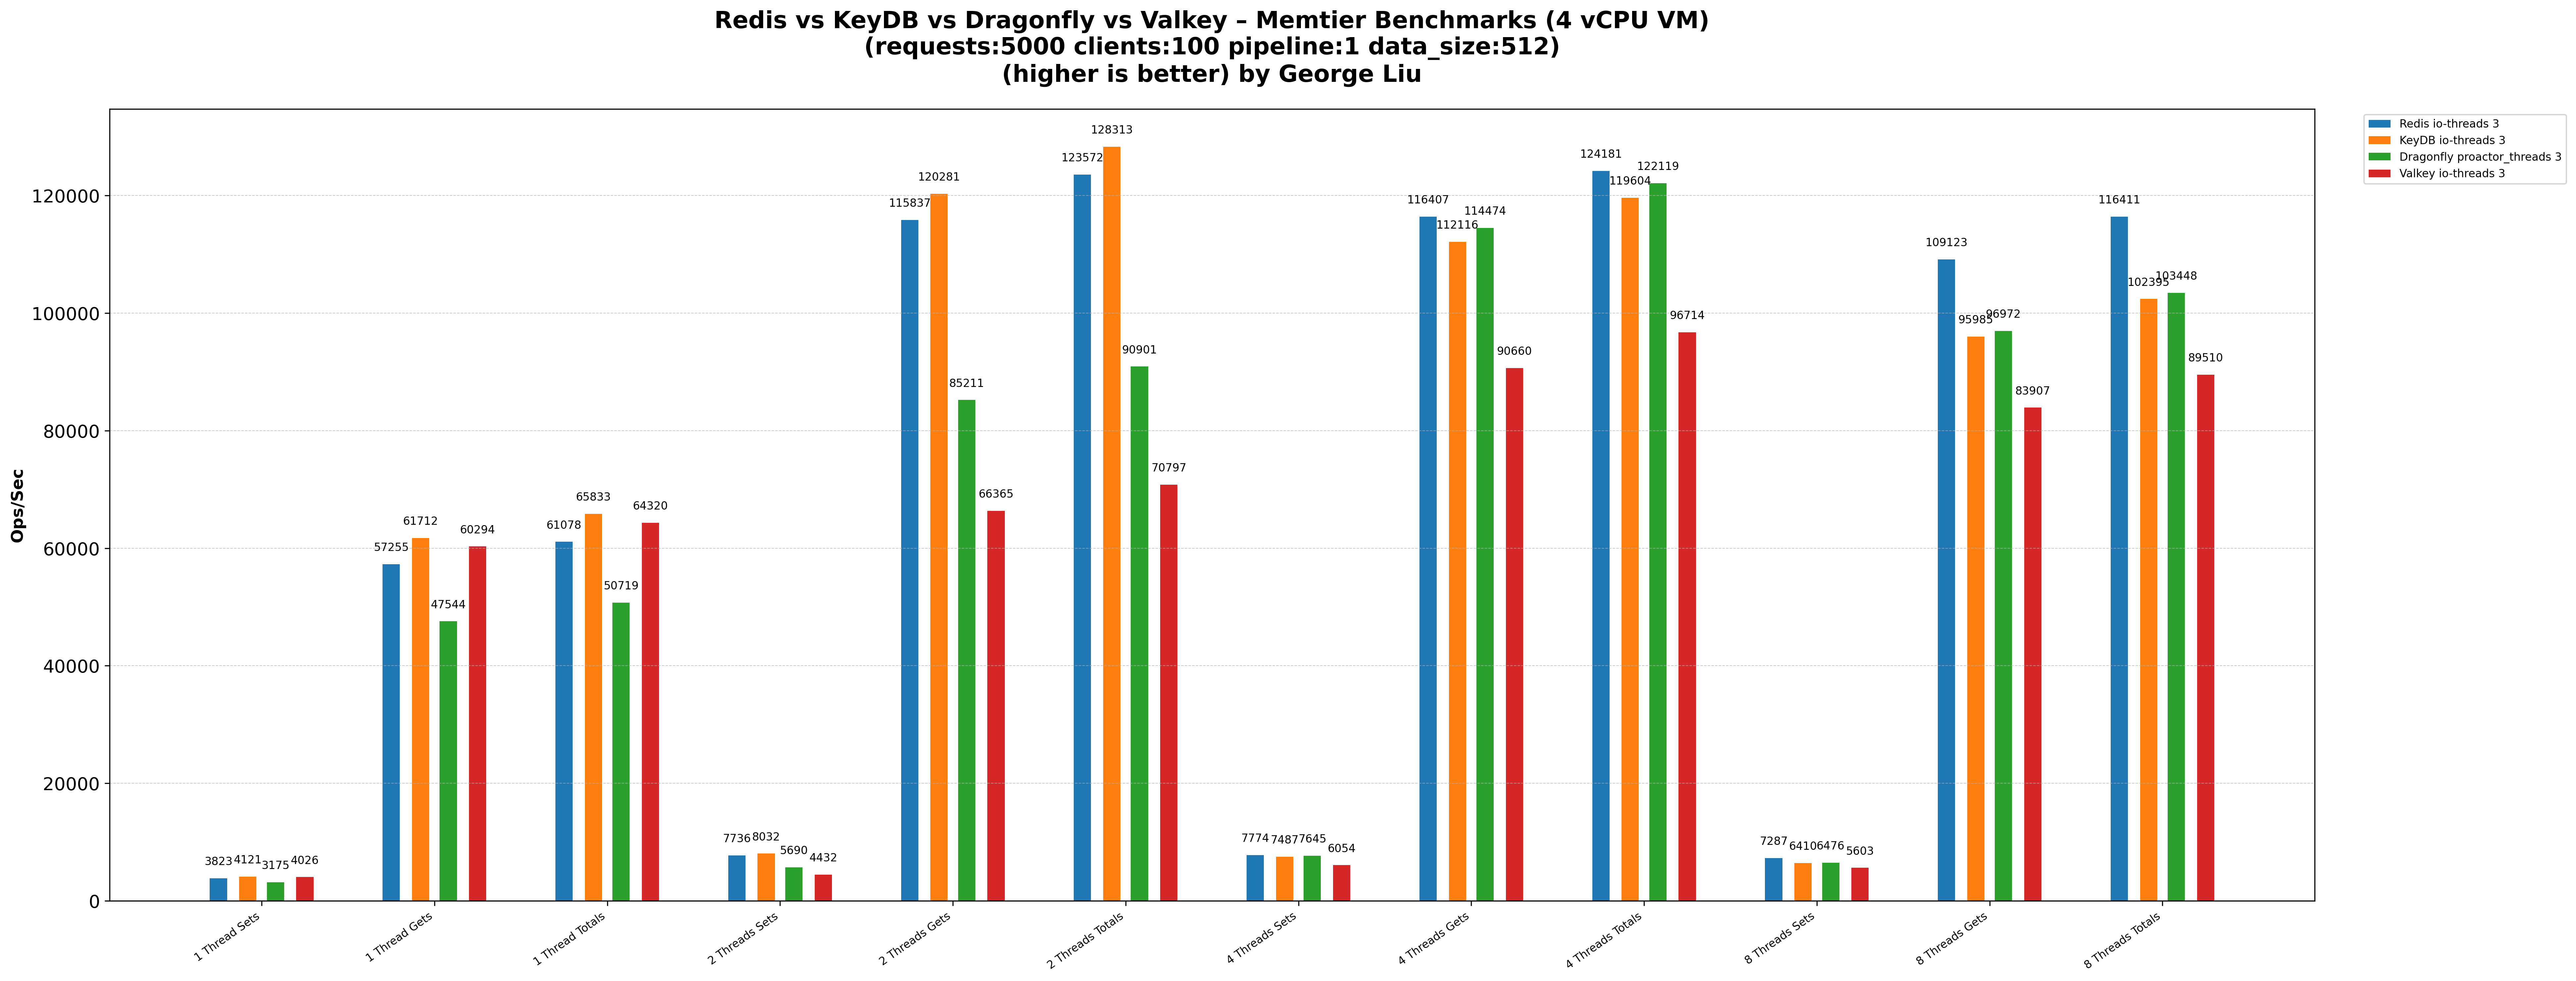 Redis vs KeyDB vs Dragonfly vs Valkey – Memtier Benchmarks (4 vCPU VM)
(requests:5000 clients:100 pipeline:1 data_size:512)
(higher is better) by George Liu
Redis io-threads 3
KeyDB io-threads 3
Dragonfly proactor_threads 3
Valkey io-threads 3
Ops/Sec
120000
100000
80000
60000
40000
20000
0
3823 4121 3175 4026
57255 61712 47544 60294
61078 65833 50719 64320
7736 8032 5690 4432
115837 120281 85211 66365
123572 128313 90901 70797
7774 7487 7645 6054
116407 112116 114474 90660
124181 119604 122119 96714
7287 6410 6476 5603
109123 95985 96972 83907
116411 102395 103448 89510
1 Thread Sets
1 Thread Gets
1 Thread Totals
2 Threads Sets
2 Threads Gets
2 Threads Totals
4 Threads Sets
4 Threads Gets
4 Threads Totals
8 Threads Sets
8 Threads Gets
8 Threads Totals